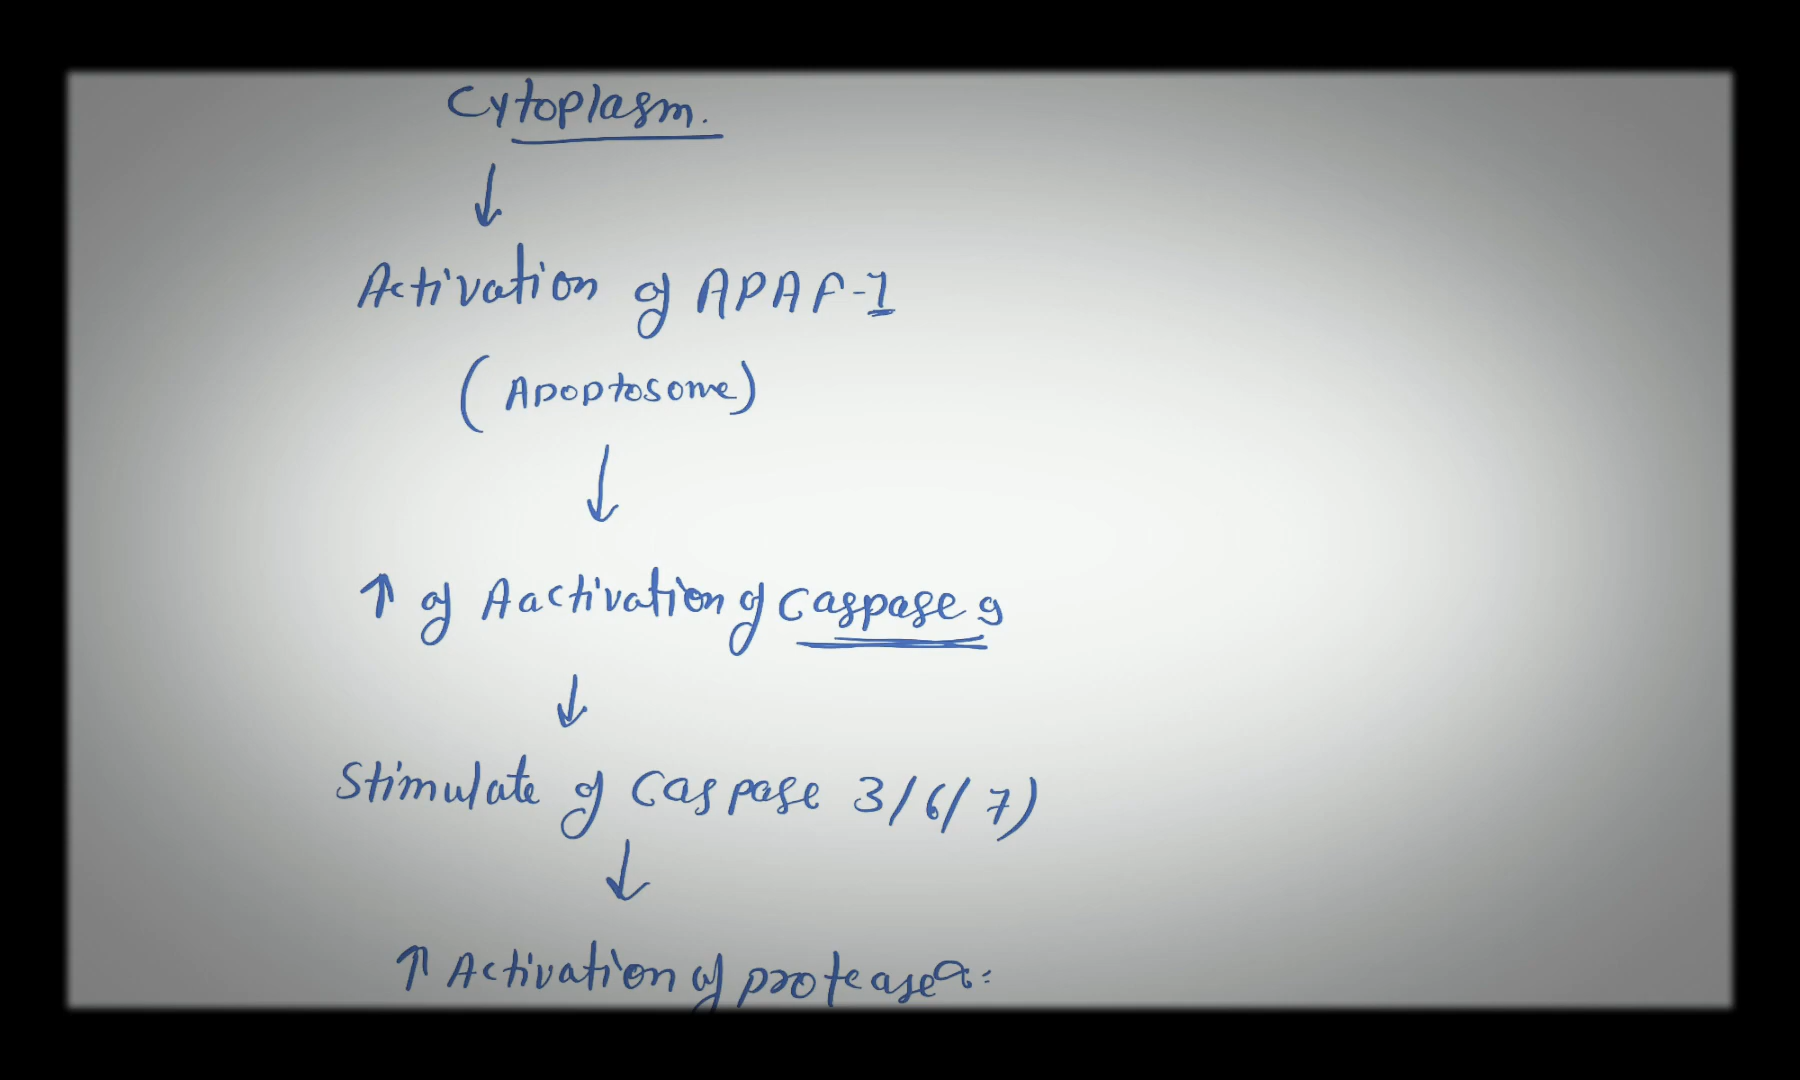 Cytoplasm.
↓
Activation of APAF-1
(Apoptosome)
↓
↑ of Aactivation of Caspase 9
↓
Stimulate of Caspase 3/6/7)
↓
↑ Activation of protease